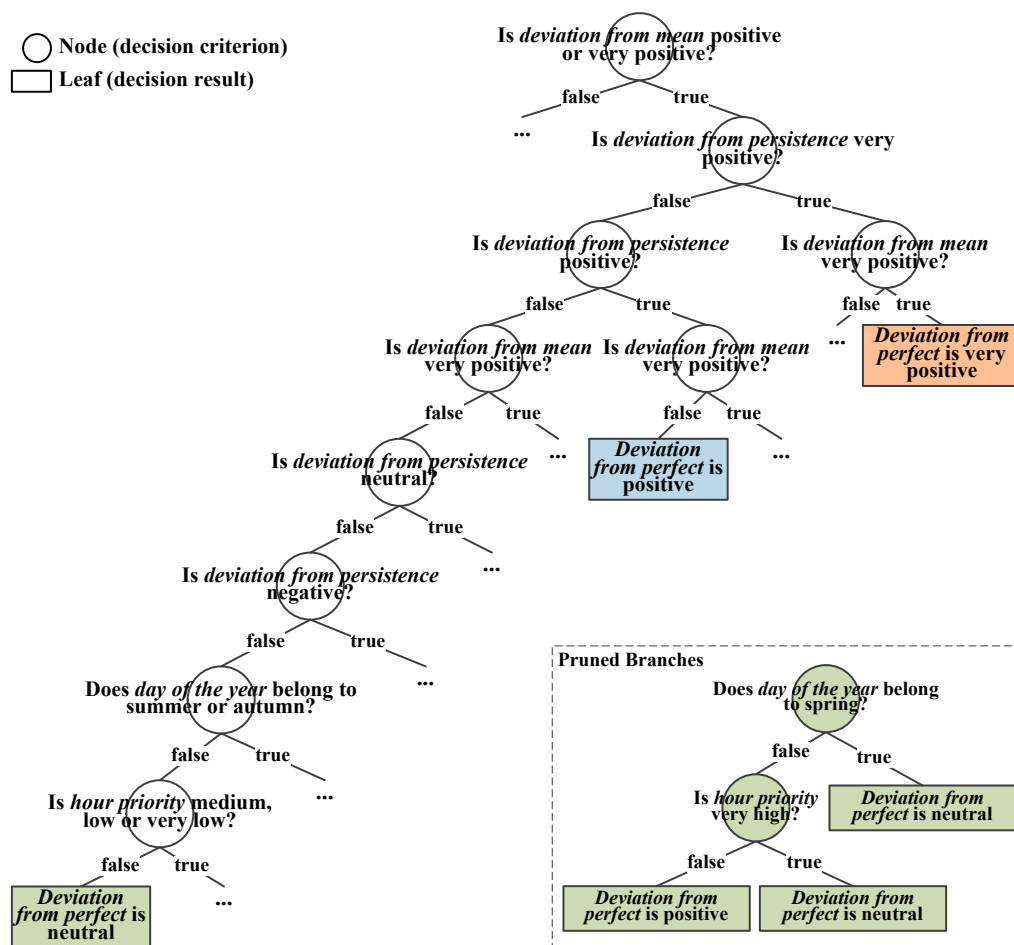 Node (decision criterion)
Leaf (decision result)
Is deviation from mean positive
or very positive?
false
true
...
Is deviation from persistence very
positive?
false
true
Is deviation from persistence
positive?
Is deviation from mean
very positive?
false
true
false
true
...
Deviation from
perfect is very
positive
Is deviation from mean
very positive?
Is deviation from mean
very positive?
false
true
false
true
...
Deviation
from perfect is
positive
...
Is deviation from persistence
neutral?
false
true
...
Is deviation from persistence
negative?
false
true
...
Does day of the year belong to
summer or autumn?
false
true
...
Is hour priority medium,
low or very low?
false
true
Deviation
from perfect is
neutral
...
Pruned Branches
Does day of the year belong
to spring?
false
true
Is hour priority
very high?
Deviation from
perfect is neutral
false
true
Deviation from
perfect is positive
Deviation from
perfect is neutral